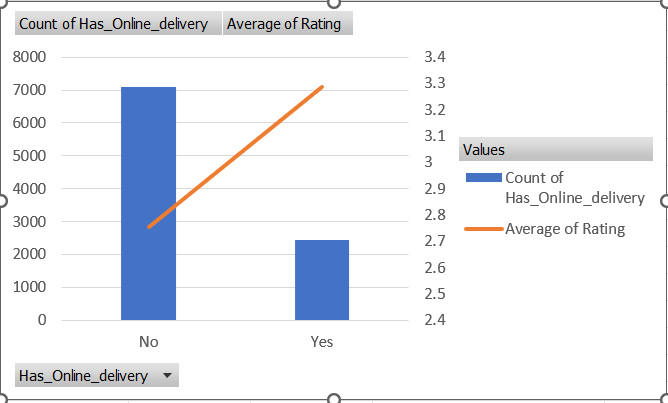 Count of Has_Online_delivery Average of Rating
8000
7000
6000
5000
4000
3000
2000
1000
0
3.4
3.3
3.2
3.1
3
2.9
2.8
2.7
2.6
2.5
2.4
No Yes
Values
Count of
Has_Online_delivery
Average of Rating
Has_Online_delivery